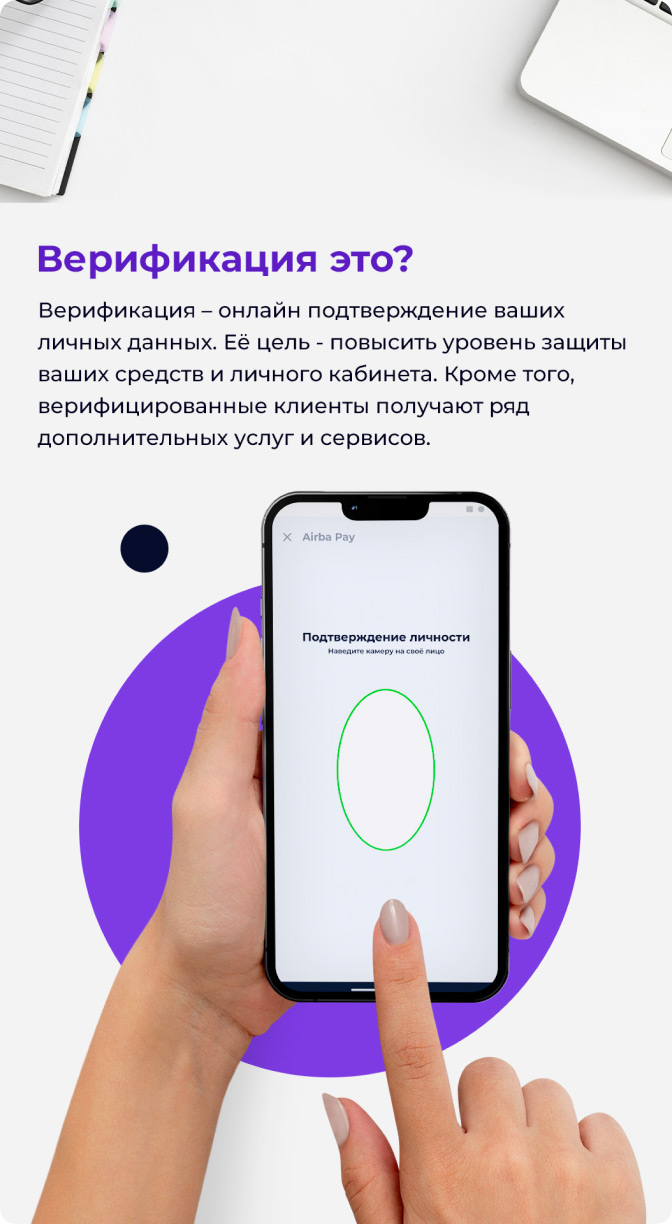 Верификация это?
Верификация – онлайн подтверждение ваших
личных данных. Её цель - повысить уровень защиты
ваших средств и личного кабинета. Кроме того,
верифицированные клиенты получают ряд
дополнительных услуг и сервисов.
Airba Pay
Подтверждение личности
Наведите камеру на своё лицо